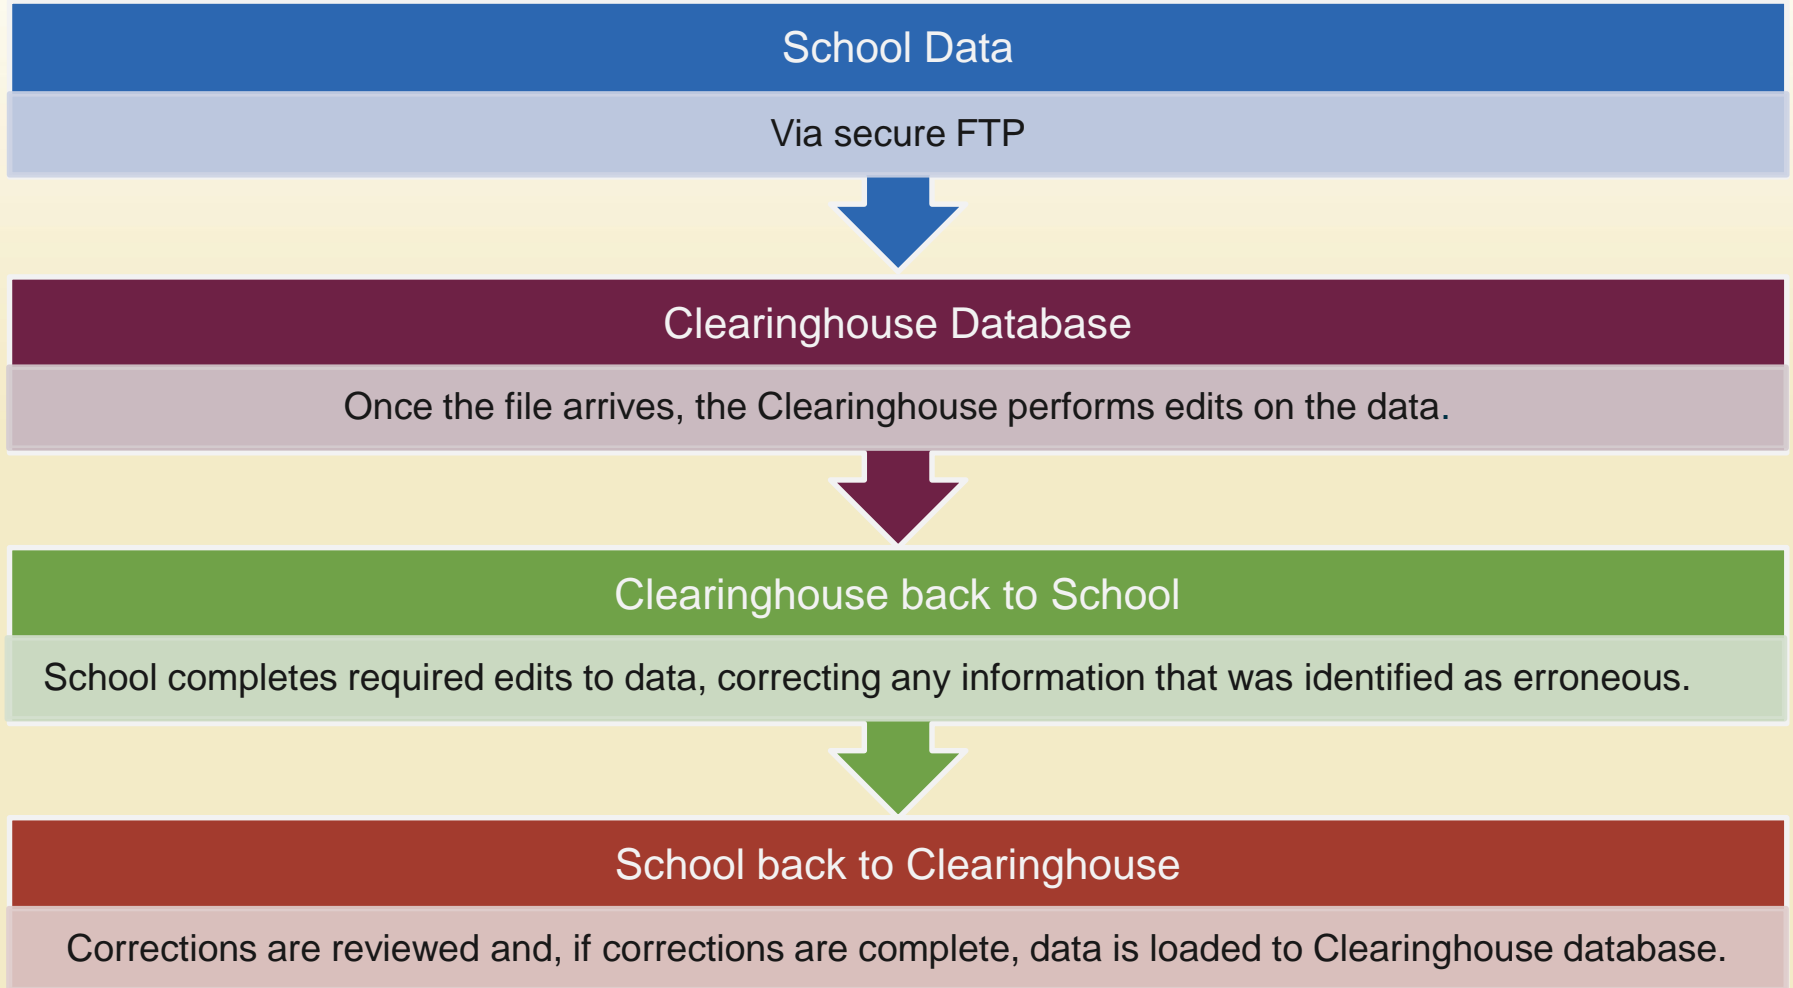 School Data
Via secure FTP
Clearinghouse Database
Once the file arrives, the Clearinghouse performs edits on the data.
Clearinghouse back to School
School completes required edits to data, correcting any information that was identified as erroneous.
School back to Clearinghouse
Corrections are reviewed and, if corrections are complete, data is loaded to Clearinghouse database.